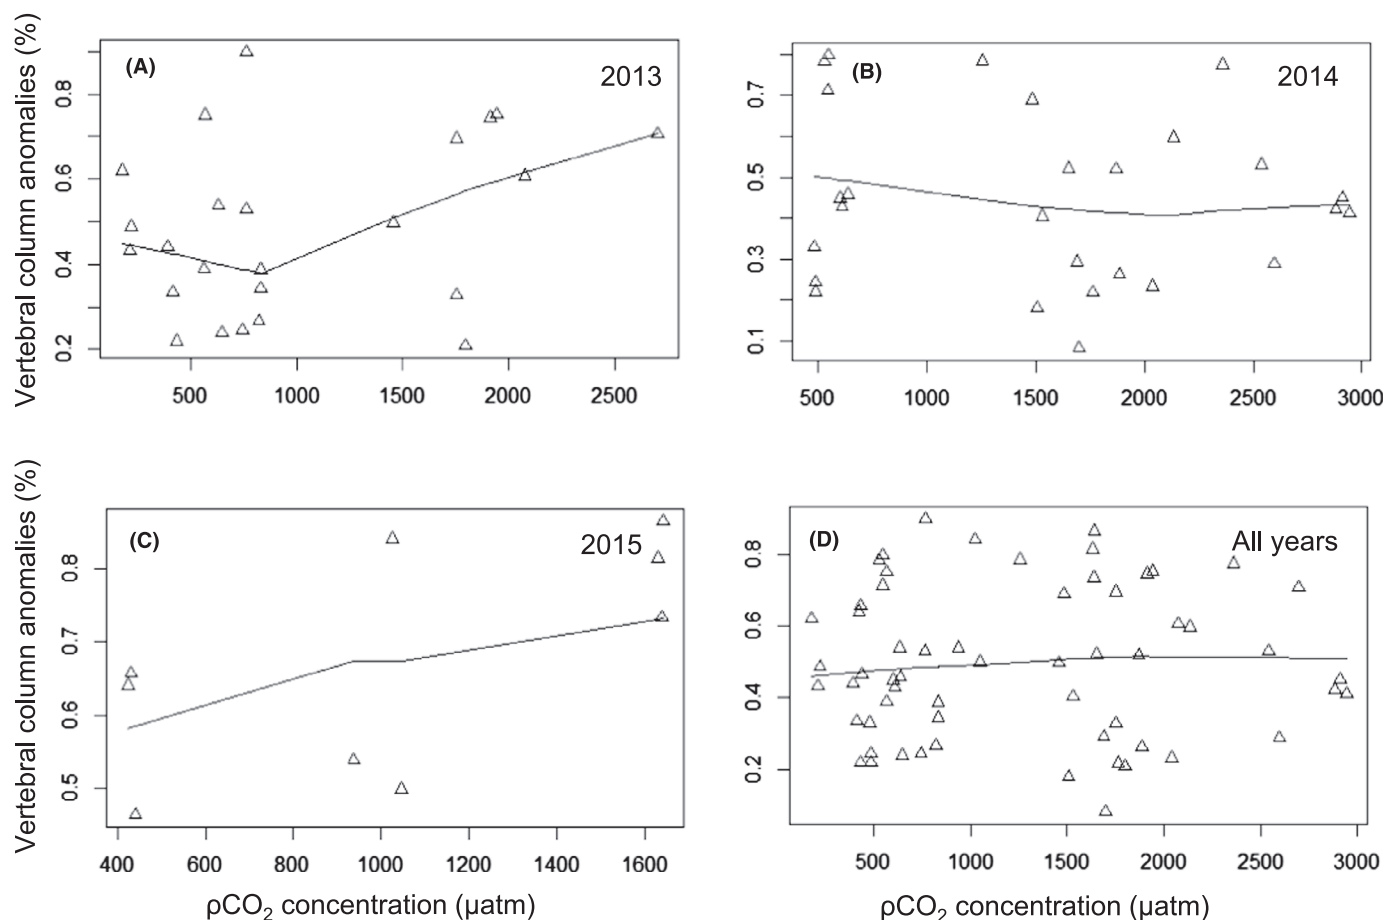 Vertebral column anomalies (%)
(A)
2013
0.8
0.6
0.4
0.2
500 1000 1500 2000 2500
(B)
2014
0.7
0.5
0.3
0.1
500 1000 1500 2000 2500 3000
Vertebral column anomalies (%)
(C)
2015
0.8
0.7
0.6
0.5
400 600 800 1000 1200 1400 1600
ρCO₂ concentration (µatm)
(D)
All years
0.8
0.6
0.4
0.2
500 1000 1500 2000 2500 3000
ρCO₂ concentration (µatm)